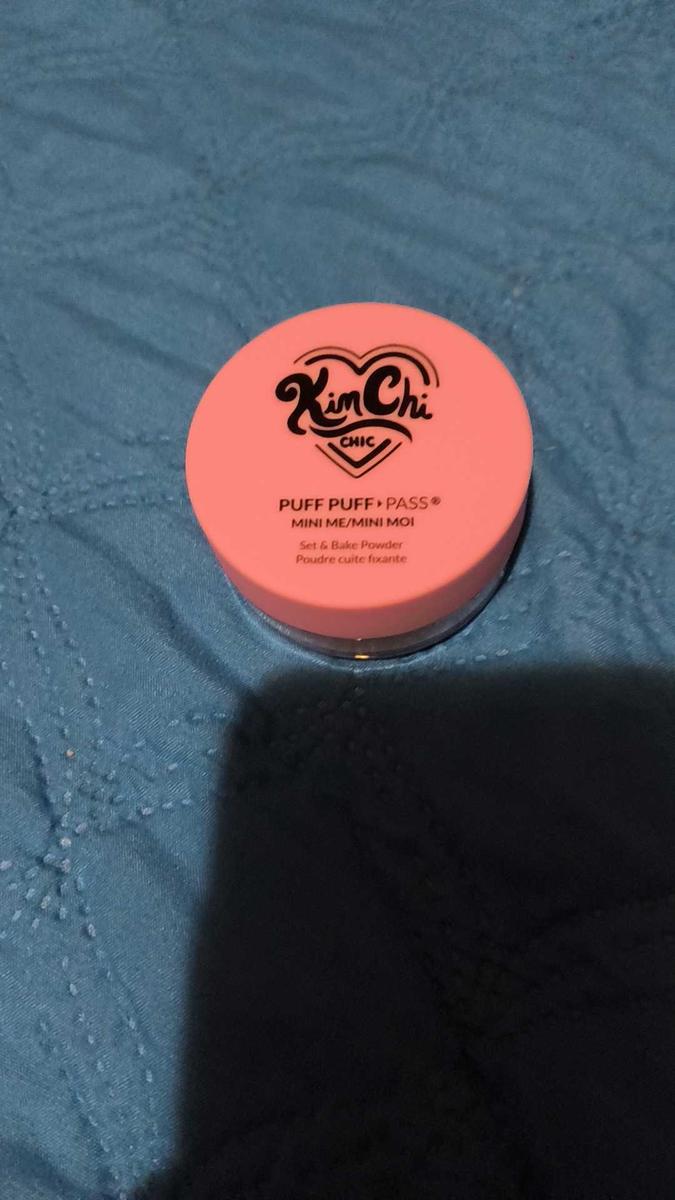 KimChi
CHIC
PUFF PUFF▸PASS®
MINI ME/MINI MOI
Set & Bake Powder
Poudre cuite fixante